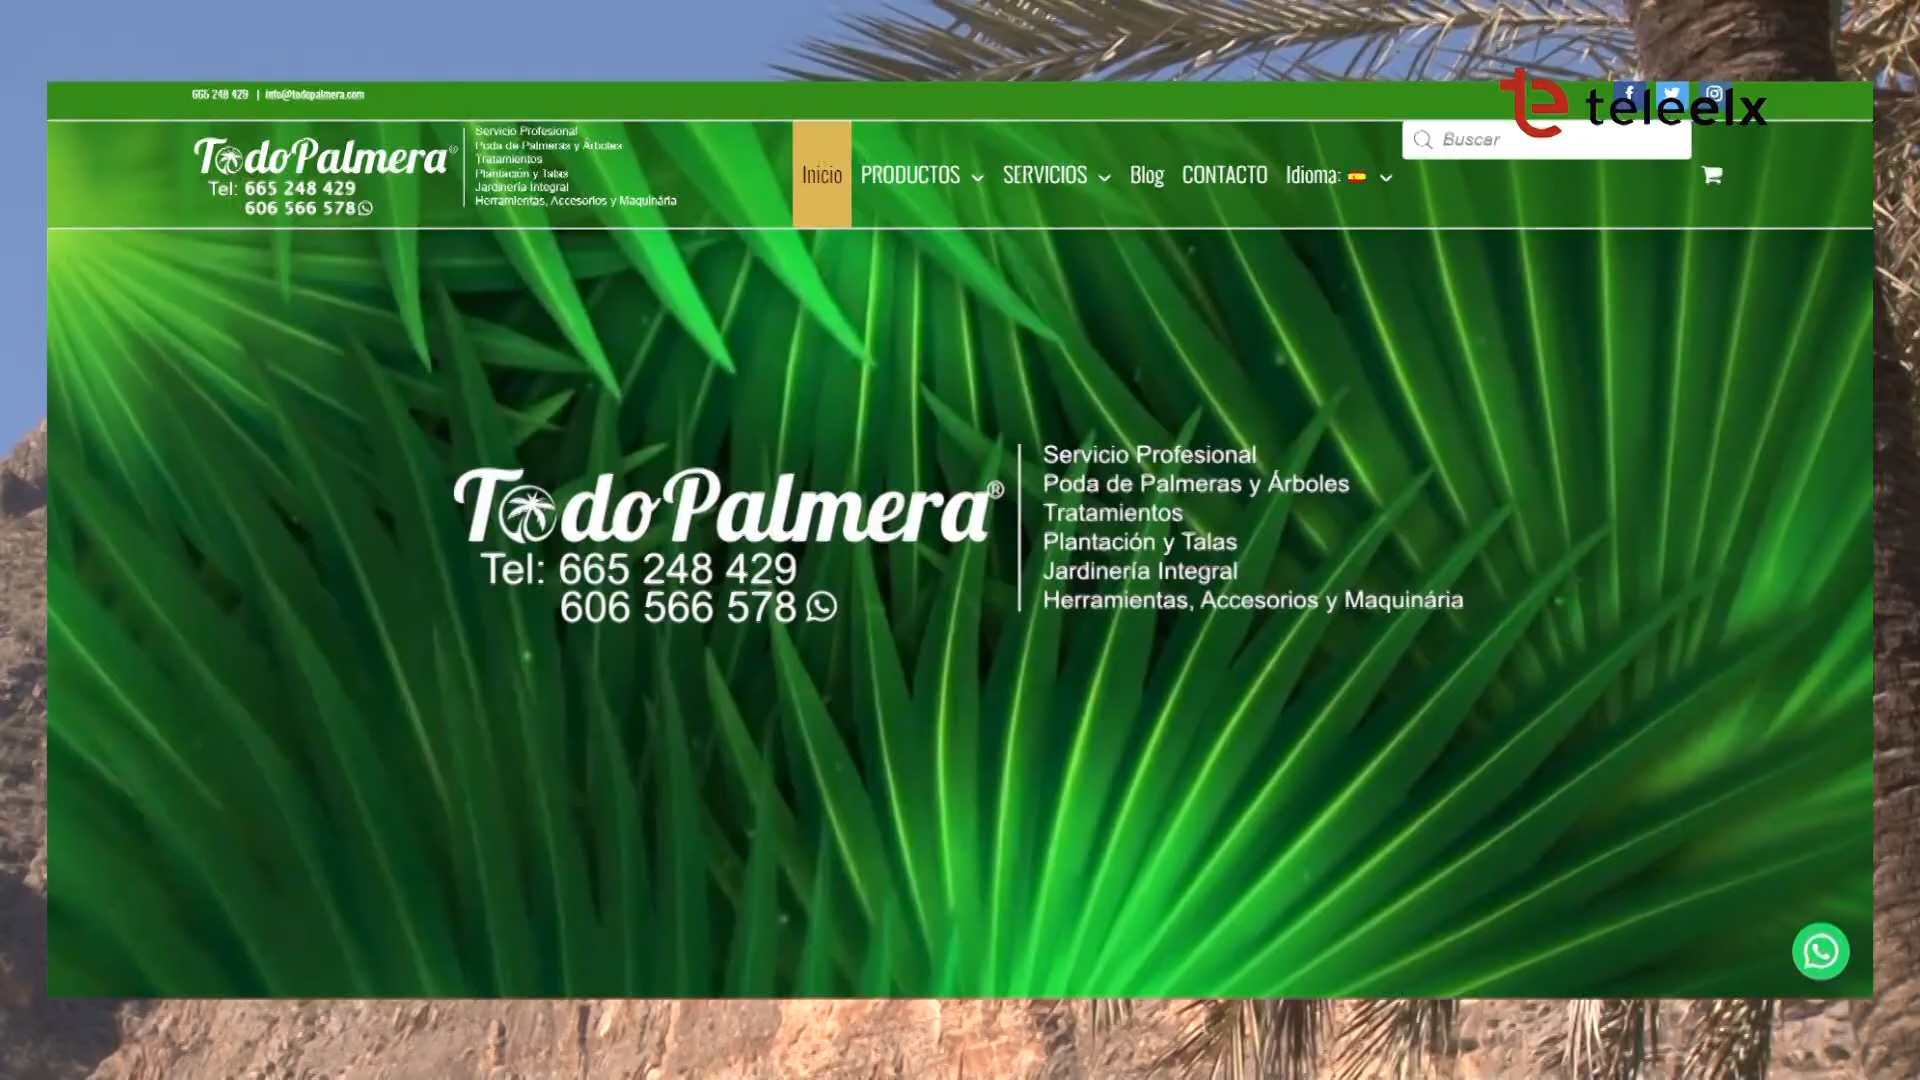 665 248 429 | info@todopalmera.com
teleelx
TodoPalmera®
Tel: 665 248 429
606 566 578
Servicio Profesional
Poda de Palmeras y Árboles
Tratamientos
Plantación y Talas
Jardinería Integral
Herramientas, Accesorios y Maquinária
Inicio PRODUCTOS SERVICIOS Blog CONTACTO Idioma:
Buscar
TodoPalmera®
Tel: 665 248 429
606 566 578
Servicio Profesional
Poda de Palmeras y Árboles
Tratamientos
Plantación y Talas
Jardinería Integral
Herramientas, Accesorios y Maquinária